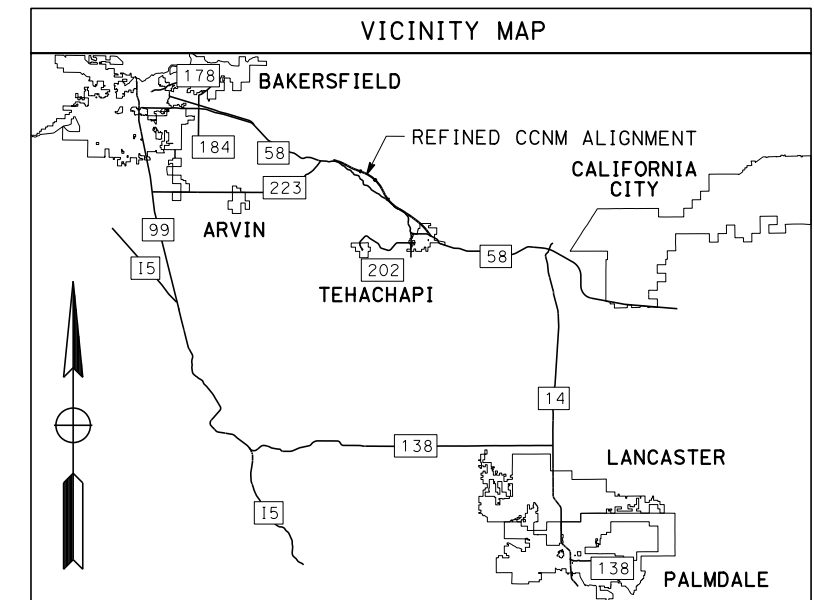 VICINITY MAP
178
BAKERSFIELD
184
58
REFINED CCNM ALIGNMENT
CALIFORNIA
CITY
223
ARVIN
99
58
I5
202
TEHACHAPI
14
138
LANCASTER
I5
138
PALMDALE